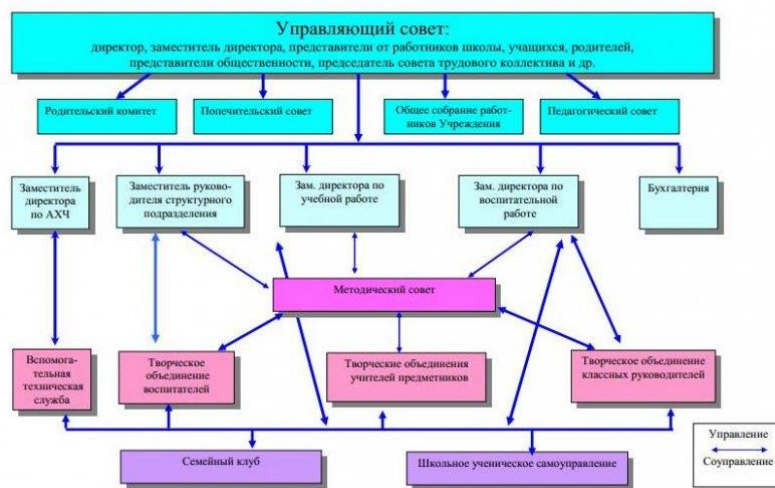 Управляющий совет:
директор, заместитель директора, представители от работников школы, учащихся, родителей,
представители общественности, председатель совета трудового коллектива и др.
Родительский комитет
Попечительский совет
Общее собрание работ-
ников Учреждения
Педагогический совет
Заместитель
директора
по АХЧ
Заместитель руково-
дителя структурного
подразделения
Зам. директора по
учебной работе
Зам. директора по
воспитательной
работе
Бухгалтерия
Методический совет
Вспомога-
тельная
техническая
служба
Творческое
объединение
воспитателей
Творческие объединения
учителей предметников
Творческое объединение
классных руководителей
Семейный клуб
Школьное ученическое самоуправление
Управление
Соуправление